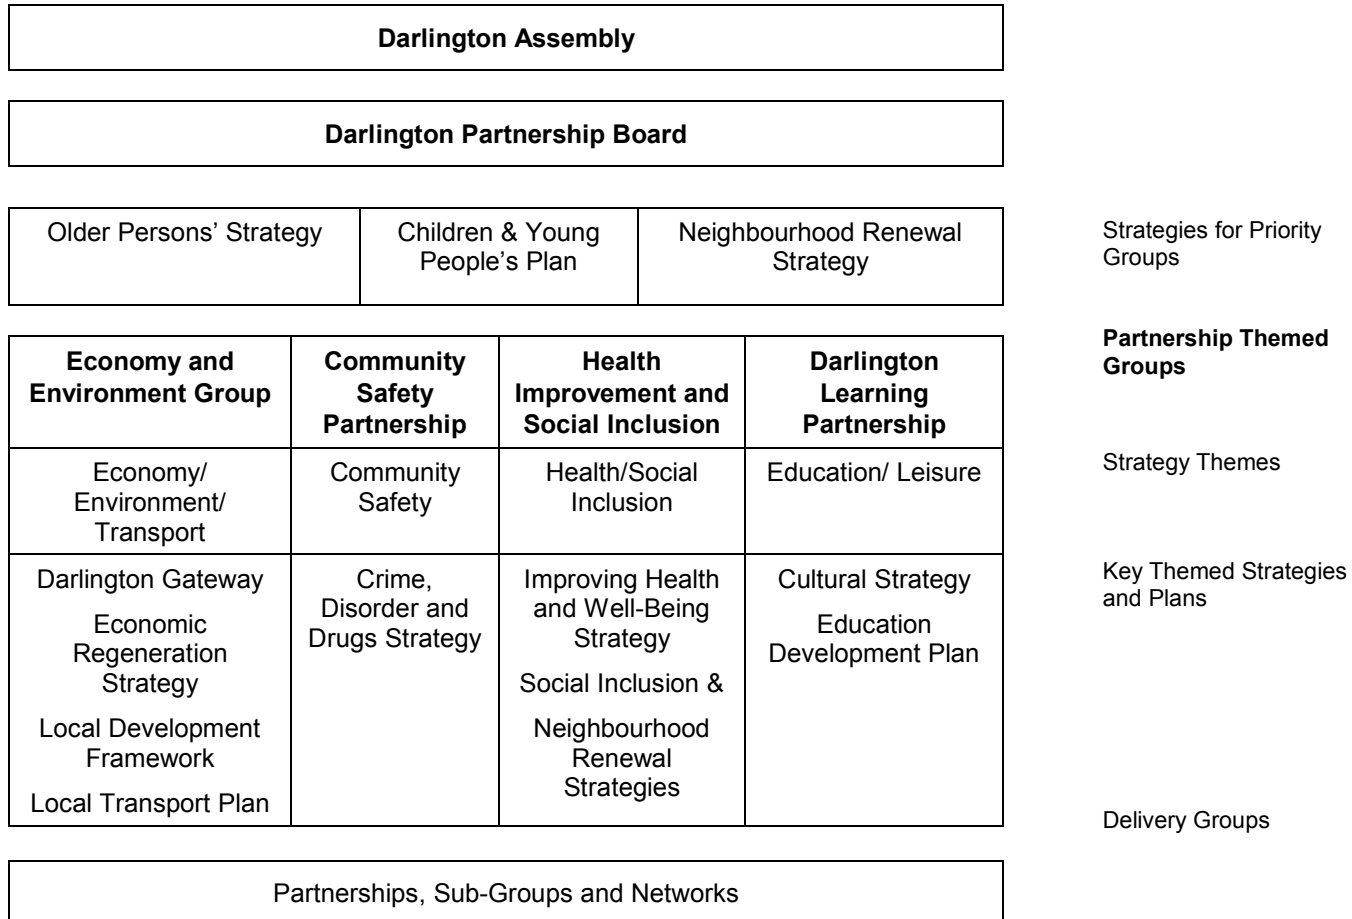 Darlington Assembly
Darlington Partnership Board
Older Persons’ Strategy
Children & Young
People’s Plan
Neighbourhood Renewal
Strategy
Strategies for Priority
Groups
Economy and
Environment Group
Community
Safety
Partnership
Health
Improvement and
Social Inclusion
Darlington
Learning
Partnership
Partnership Themed
Groups
Economy/
Environment/
Transport
Community
Safety
Health/Social
Inclusion
Education/ Leisure
Strategy Themes
Darlington Gateway
Economic
Regeneration
Strategy
Local Development
Framework
Local Transport Plan
Crime,
Disorder and
Drugs Strategy
Improving Health
and Well-Being
Strategy
Social Inclusion &
Neighbourhood
Renewal
Strategies
Cultural Strategy
Education
Development Plan
Key Themed Strategies
and Plans
Delivery Groups
Partnerships, Sub-Groups and Networks